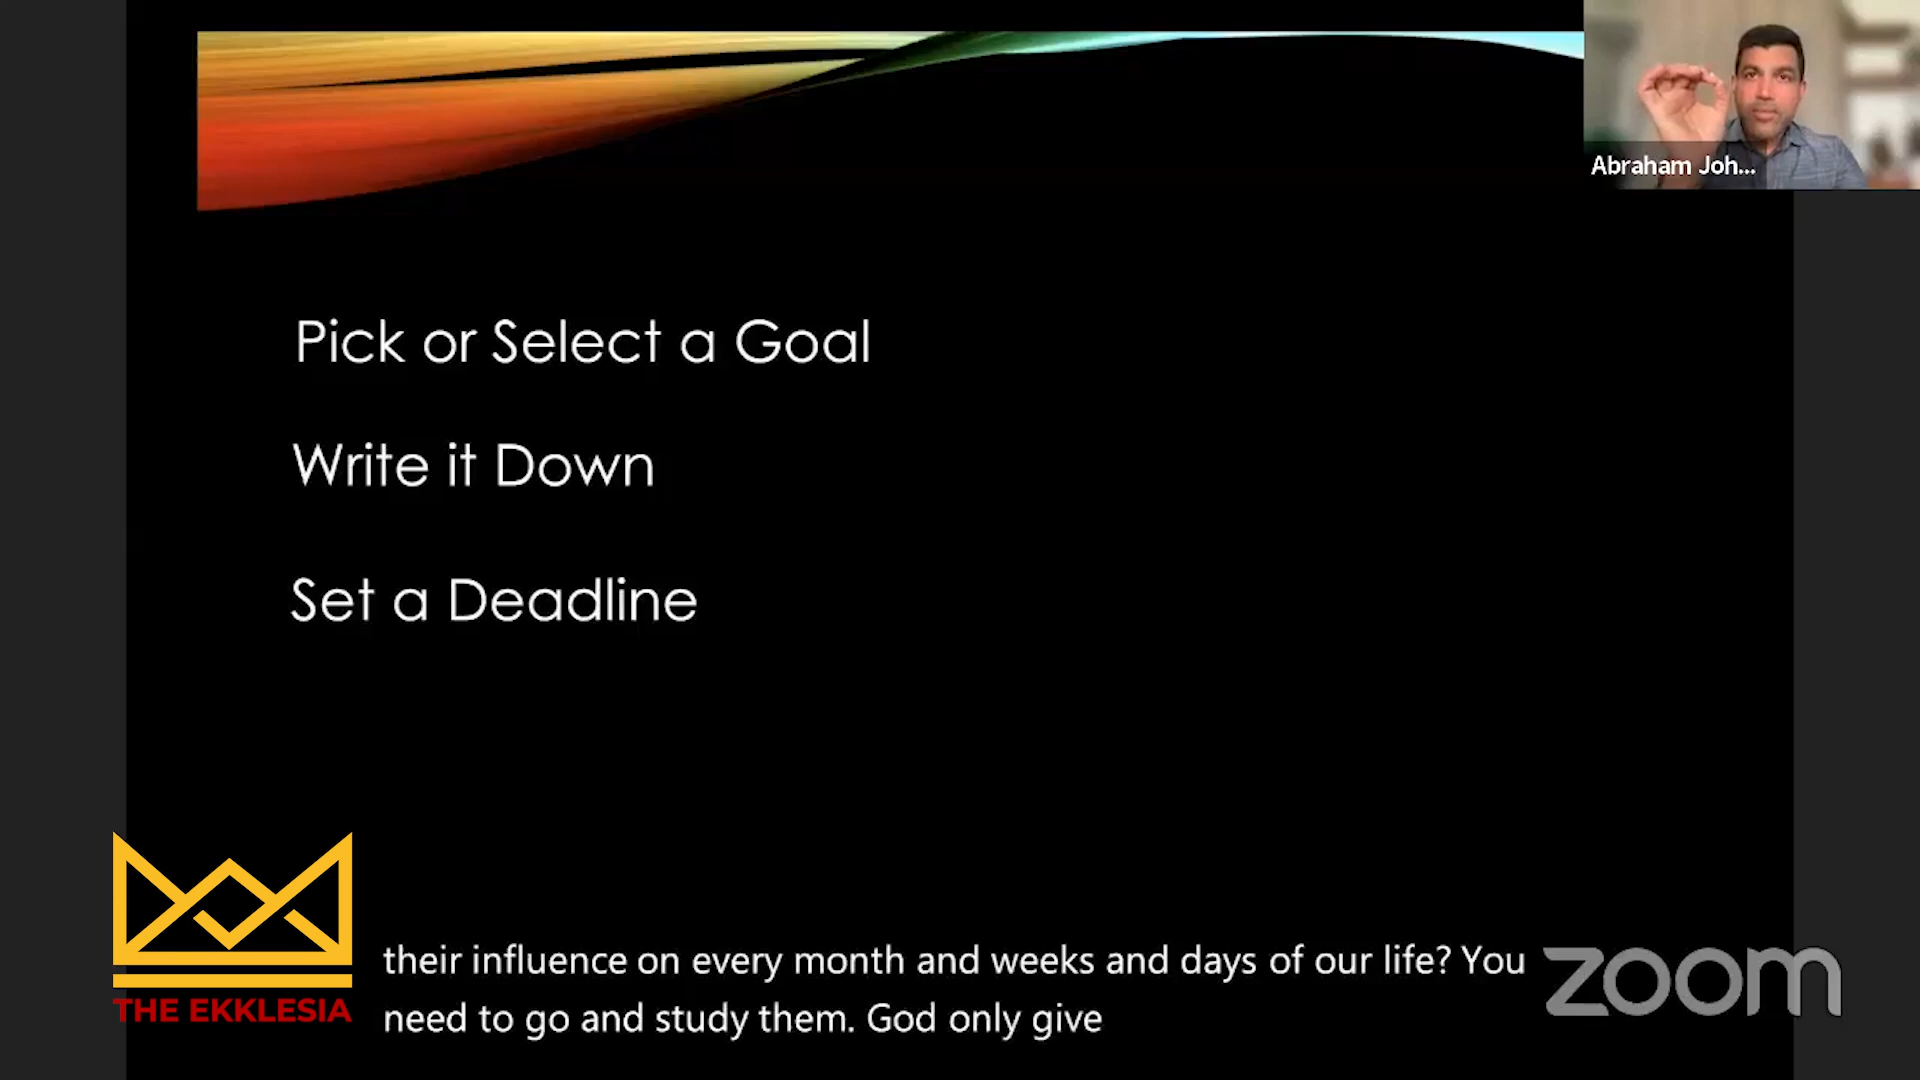 Abraham Joh...
Pick or Select a Goal
Write it Down
Set a Deadline
THE EKKLESIA
their influence on every month and weeks and days of our life? You
need to go and study them. God only give
zoom